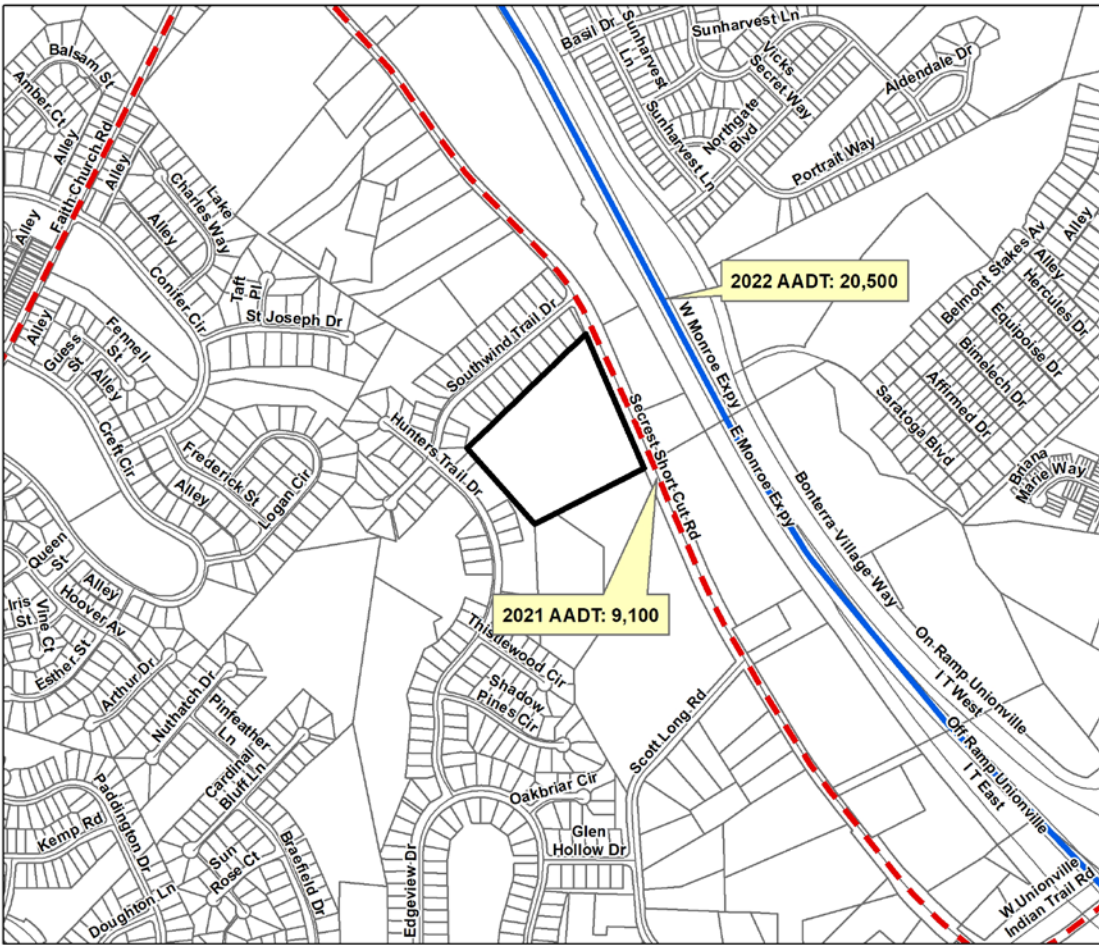 Balsam St
Amber Ct
Alley
Faith Church Rd
Alley
Alley
Lake
Charles Way
Alley
Conifer Cir
Taft
Pl
St Joseph Dr
Alley
Guess
St
Fennell
St
Alley
Creft Cir
Frederick St
Alley
Logan Cir
Southwind Trail Dr
Hunters Trail Dr
Basil Dr
Sunharvest
Ln
Sunharvest Ln
Vicks
Secret Way
Aldendale Dr
Northgate
Blvd
Sunharvest Ln
Portrait Way
2022 AADT: 20,500
W Monroe Expy
E Monroe Expy
Secrest Short Cut Rd
Belmont Stakes Av
Alley
Alley
Hercules Dr
Equipoise Dr
Bimelech Dr
Affirmed Dr
Saratoga Blvd
Briana
Marie Way
Bonterra Village Way
2021 AADT: 9,100
Queen
St
Alley
Hoover Av
Iris
St
Vine Ct
Esther St
Arthur Dr
Nuthatch Dr
Pinfeather
Ln
Cardinal
Bluff Ln
Thistlewood Cir
Shadow
Pines Cir
Scott Long Rd
On Ramp Unionville
I T West
Off Ramp Unionville
I T East
Oakbriar Cir
Glen
Hollow Dr
Edgeview Dr
Paddington Dr
Kemp Rd
Sun
Rose Ct
Braefield Dr
Doughton Ln
W Unionville
Indian Trail Rd